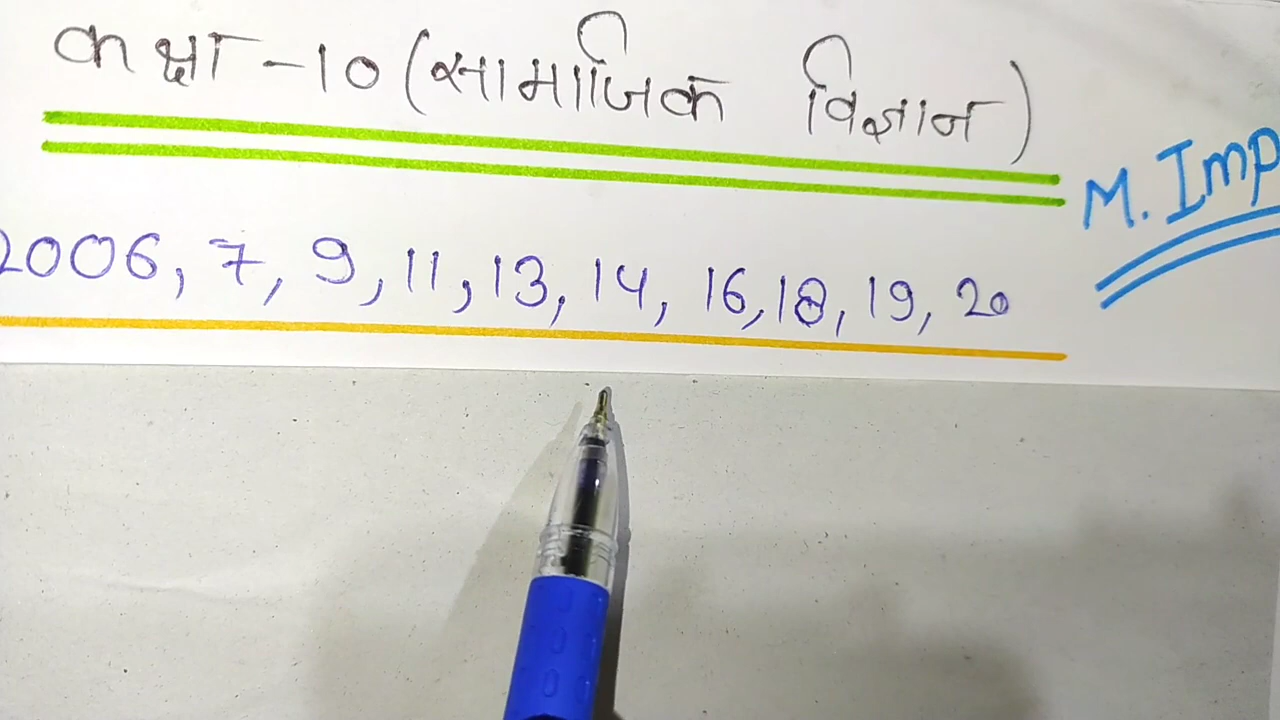 कक्षा -10 (सामाजिक विज्ञान)
M. Imp
2006, 7, 9, 11, 13, 14, 16, 18, 19, 20